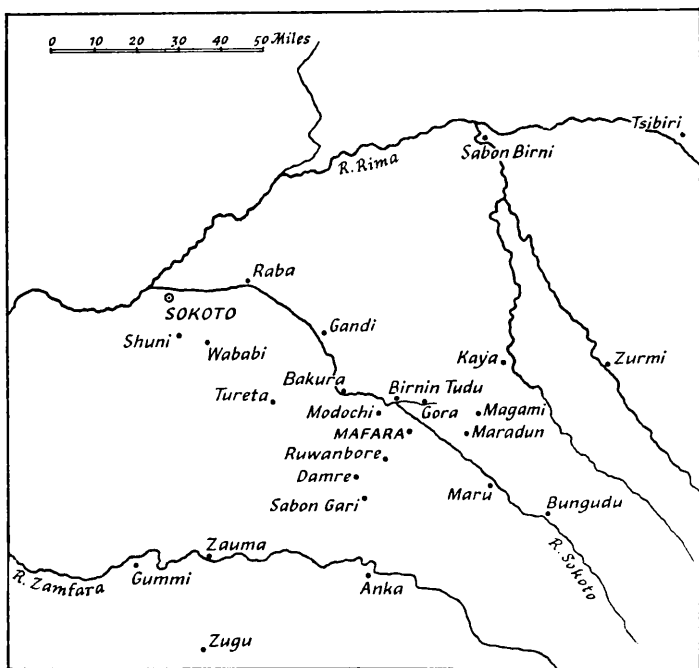 0 10 20 30 40 50 Miles
Tsibiri
Sabon Birni
R. Rima
Raba
SOKOTO
Gandi
Shuni
Wababi
Kaya
Zurmi
Bakura
Birnin Tudu
Tureta
Modochi
Gora
Magami
MAFARA
Maradun
Ruwanbore
Damre
Maru
Sabon Gari
Bungudu
Zauma
R. Sokoto
R. Zamfara
Gummi
Anka
Zugu